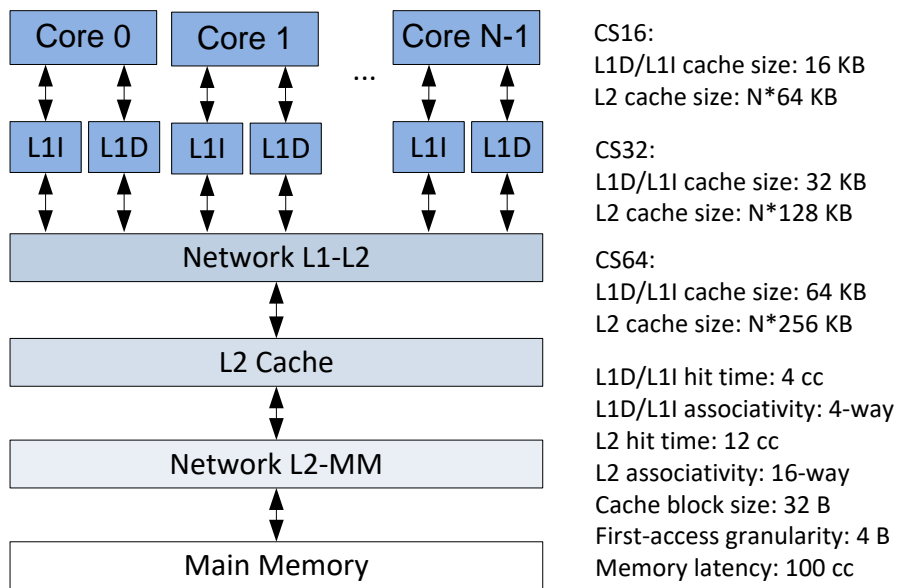 Core 0
Core 1
...
Core N-1
L1I
L1D
L1I
L1D
L1I
L1D
Network L1-L2
L2 Cache
Network L2-MM
Main Memory
CS16:
L1D/L1I cache size: 16 KB
L2 cache size: N*64 KB
CS32:
L1D/L1I cache size: 32 KB
L2 cache size: N*128 KB
CS64:
L1D/L1I cache size: 64 KB
L2 cache size: N*256 KB
L1D/L1I hit time: 4 cc
L1D/L1I associativity: 4-way
L2 hit time: 12 cc
L2 associativity: 16-way
Cache block size: 32 B
First-access granularity: 4 B
Memory latency: 100 cc